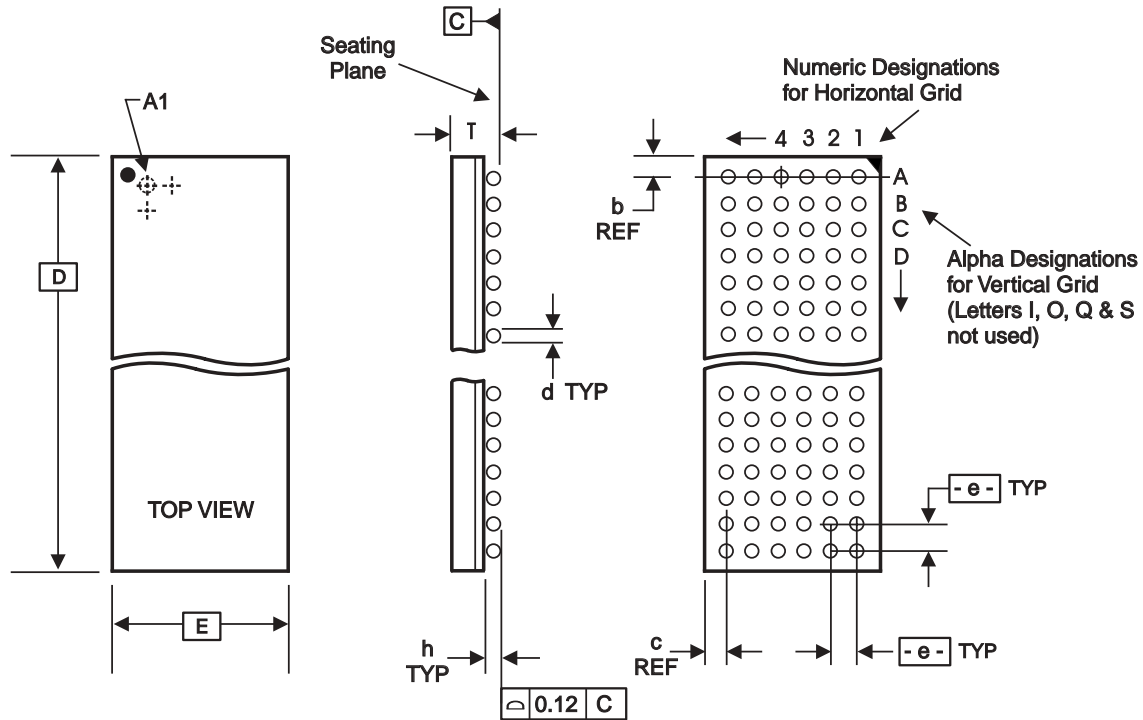 C
Seating
Plane
Numeric Designations
for Horizontal Grid
A1
T
4 3 2 1
A
B
C
D
b
REF
Alpha Designations
for Vertical Grid
(Letters I, O, Q & S
not used)
D
d TYP
TOP VIEW
- e - TYP
E
h
TYP
c
REF
- e - TYP
⌓ 0.12 C